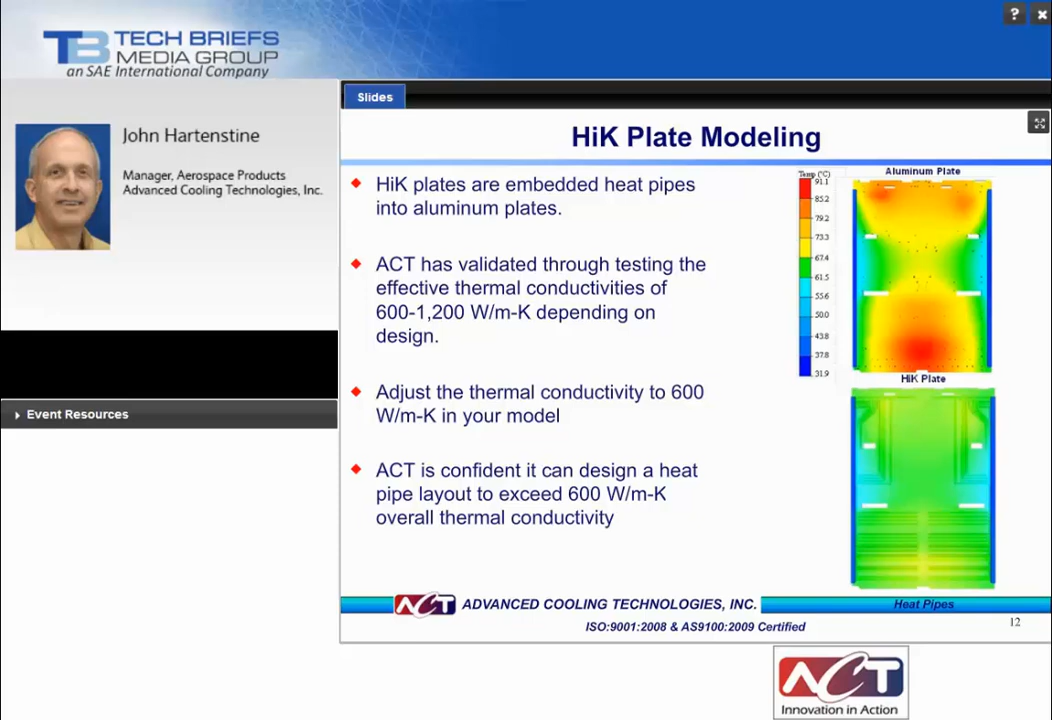 ? x
TB TECH BRIEFS
MEDIA GROUP
an SAE International Company
Slides
John Hartenstine
Manager, Aerospace Products
Advanced Cooling Technologies, Inc.
HiK Plate Modeling
HiK plates are embedded heat pipes
into aluminum plates.
ACT has validated through testing the
effective thermal conductivities of
600-1,200 W/m-K depending on
design.
Adjust the thermal conductivity to 600
W/m-K in your model
ACT is confident it can design a heat
pipe layout to exceed 600 W/m-K
overall thermal conductivity
Aluminum Plate
Temp (°C)
91.1
85.2
79.2
73.3
67.4
61.5
55.6
50.0
43.8
37.8
31.9
HiK Plate
Event Resources
ACT ADVANCED COOLING TECHNOLOGIES, INC.
Heat Pipes
ISO:9001:2008 & AS9100:2009 Certified
12
ACT
Innovation in Action